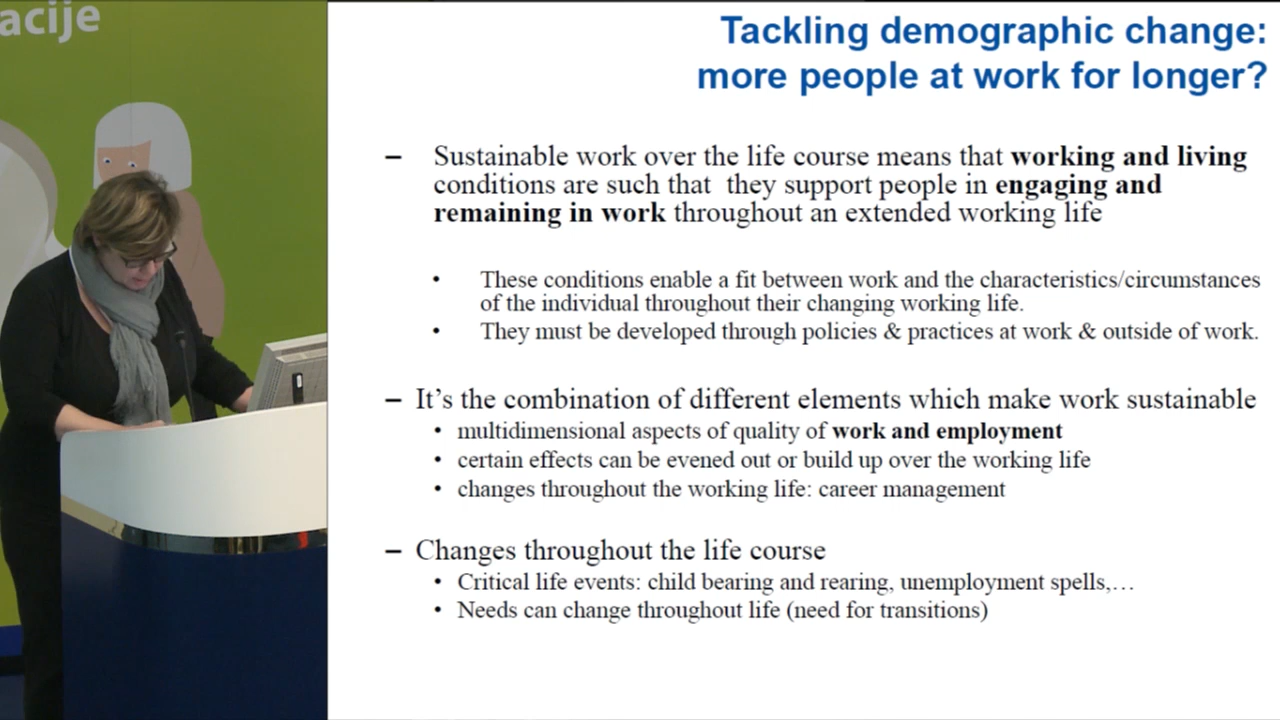 acije
Tackling demographic change:
more people at work for longer?
– Sustainable work over the life course means that working and living
conditions are such that they support people in engaging and
remaining in work throughout an extended working life
• These conditions enable a fit between work and the characteristics/circumstances
of the individual throughout their changing working life.
• They must be developed through policies & practices at work & outside of work.
– It’s the combination of different elements which make work sustainable
• multidimensional aspects of quality of work and employment
• certain effects can be evened out or build up over the working life
• changes throughout the working life: career management
– Changes throughout the life course
• Critical life events: child bearing and rearing, unemployment spells,…
• Needs can change throughout life (need for transitions)